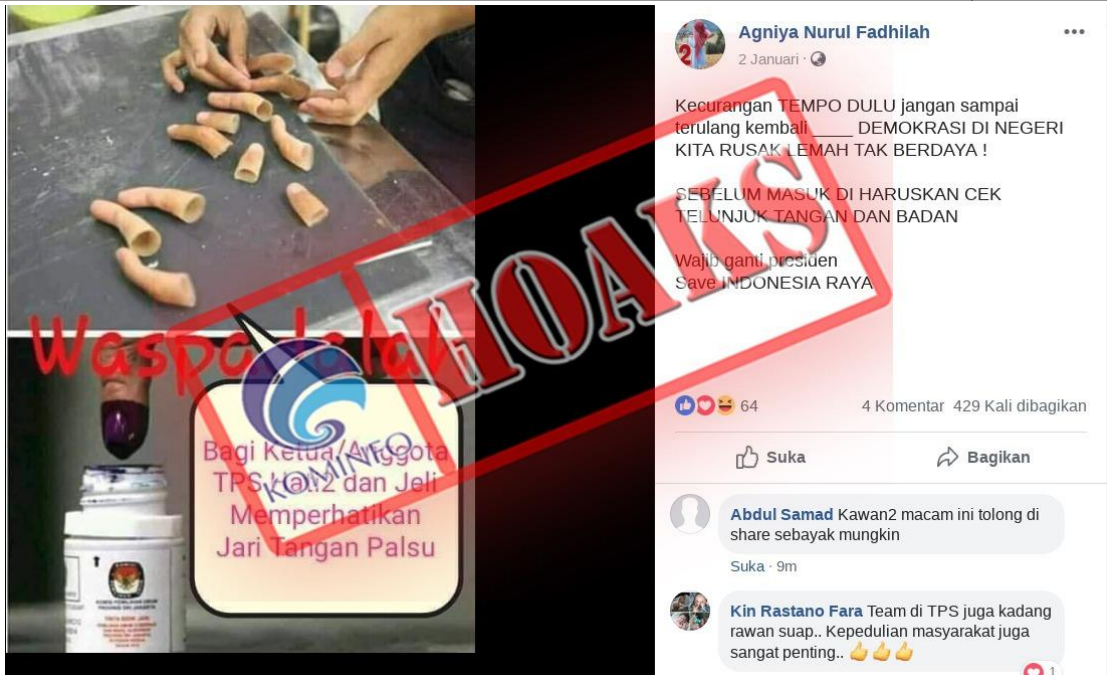 Waspadalah
Bagi Ketua/Anggota
TPS Hati2 dan Jeli
Memperhatikan
Jari Tangan Palsu
HOAKS
KOMINFO
Agniya Nurul Fadhilah
2 Januari
Kecurangan TEMPO DULU jangan sampai
terulang kembali ____ DEMOKRASI DI NEGERI
KITA RUSAK LEMAH TAK BERDAYA !
SEBELUM MASUK DI HARUSKAN CEK
TELUNJUK TANGAN DAN BADAN
Wajib ganti presiden
Save INDONESIA RAYA
64
4 Komentar 429 Kali dibagikan
Suka
Bagikan
Abdul Samad Kawan2 macam ini tolong di
share sebayak mungkin
Suka · 9m
Kin Rastano Fara Team di TPS juga kadang
rawan suap.. Kepedulian masyarakat juga
sangat penting.. 👍👍👍
1